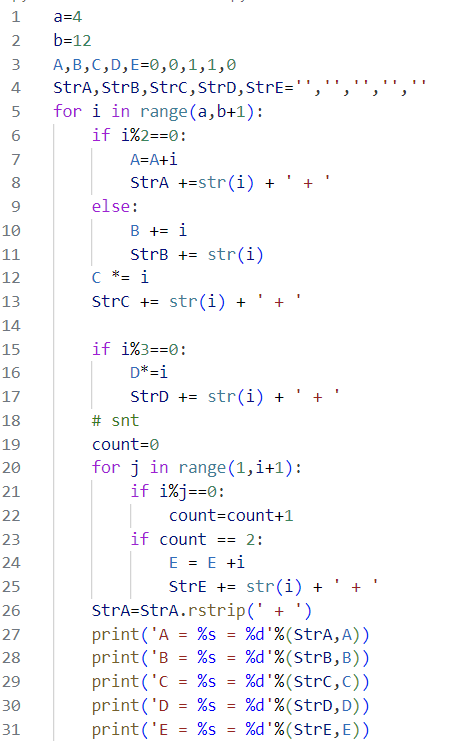 1 a=4
2 b=12
3 A,B,C,D,E=0,0,1,1,0
4 StrA,StrB,StrC,StrD,StrE='','','','',''
5 for i in range(a,b+1):
6     if i%2==0:
7         A=A+i
8         StrA +=str(i) + ' + '
9     else:
10         B += i
11         StrB += str(i)
12     C *= i
13     StrC += str(i) + ' + '
14
15     if i%3==0:
16         D*=i
17         StrD += str(i) + ' + '
18     # snt
19     count=0
20     for j in range(1,i+1):
21         if i%j==0:
22             count=count+1
23         if count == 2:
24             E = E +i
25             StrE += str(i) + ' + '
26     StrA=StrA.rstrip(' + ')
27     print('A = %s = %d'%(StrA,A))
28     print('B = %s = %d'%(StrB,B))
29     print('C = %s = %d'%(StrC,C))
30     print('D = %s = %d'%(StrD,D))
31     print('E = %s = %d'%(StrE,E))